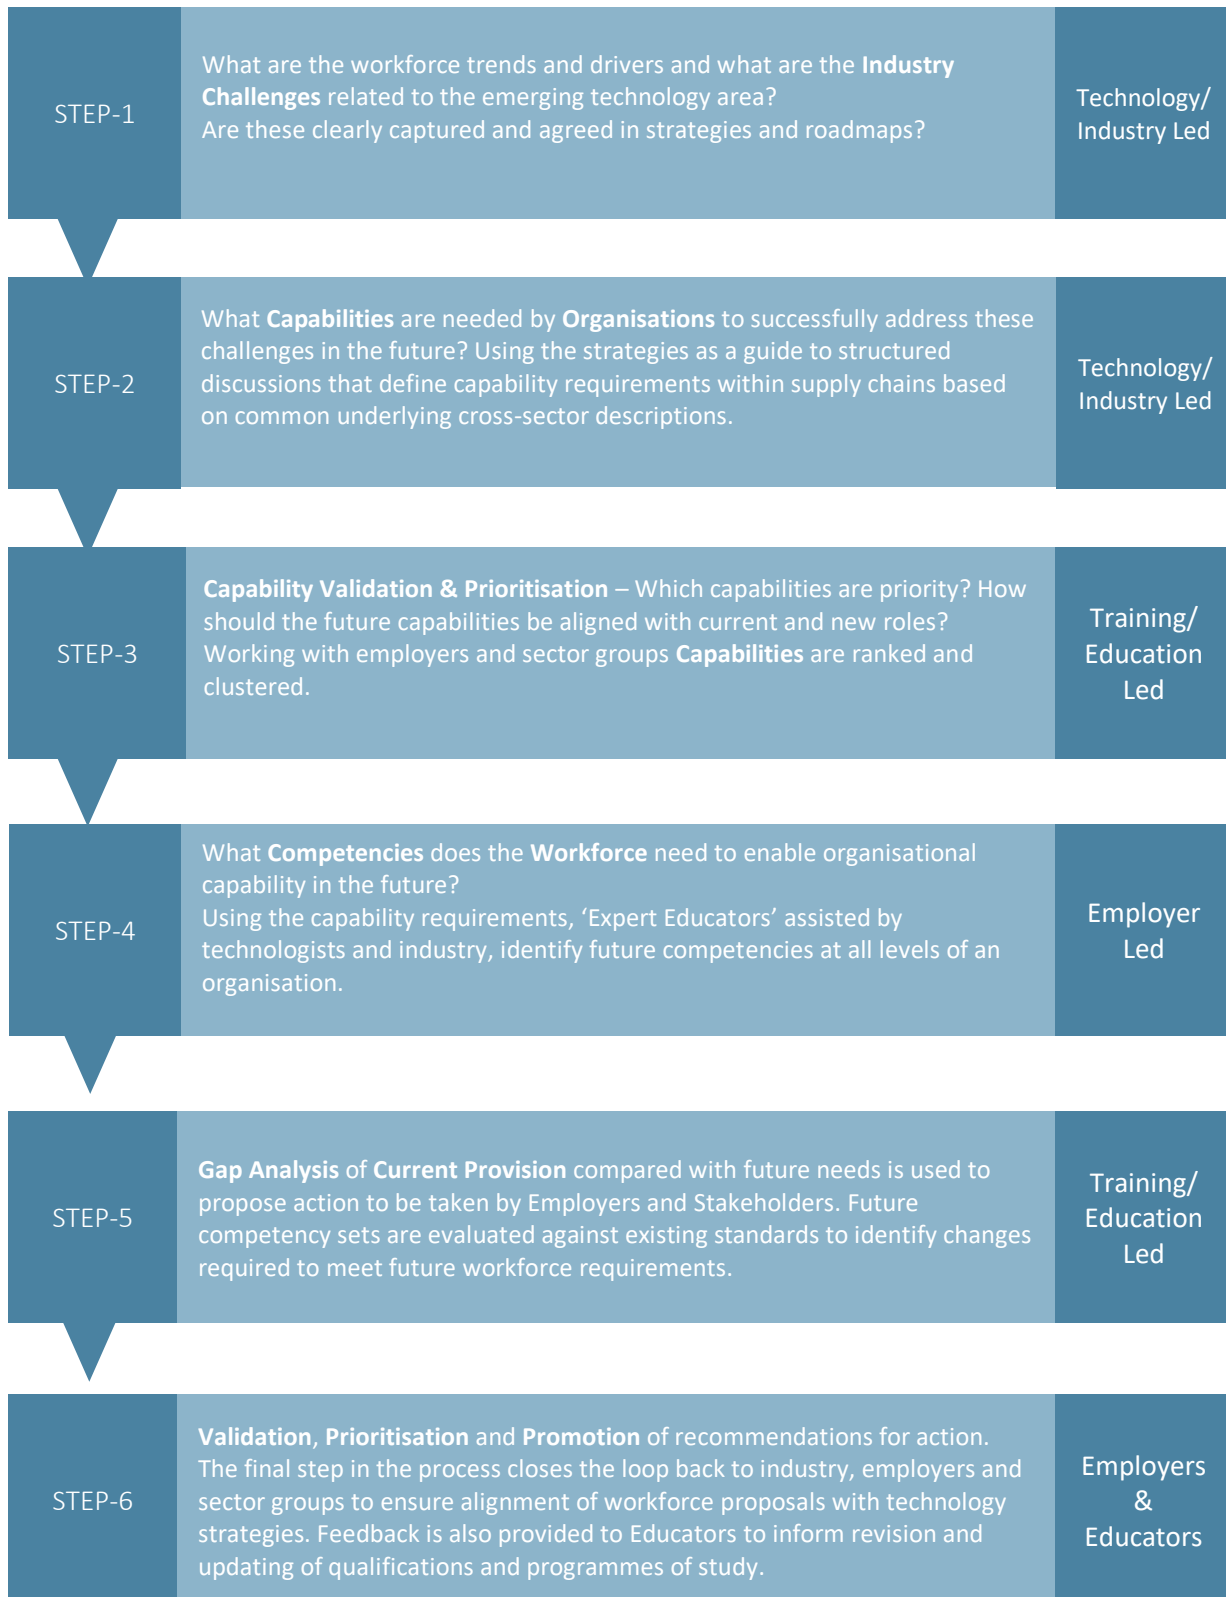 STEP-1
What are the workforce trends and drivers and what are the Industry
Challenges related to the emerging technology area?
Are these clearly captured and agreed in strategies and roadmaps?
Technology/
Industry Led
STEP-2
What Capabilities are needed by Organisations to successfully address these
challenges in the future? Using the strategies as a guide to structured
discussions that define capability requirements within supply chains based
on common underlying cross-sector descriptions.
Technology/
Industry Led
STEP-3
Capability Validation & Prioritisation – Which capabilities are priority? How
should the future capabilities be aligned with current and new roles?
Working with employers and sector groups Capabilities are ranked and
clustered.
Training/
Education
Led
STEP-4
What Competencies does the Workforce need to enable organisational
capability in the future?
Using the capability requirements, ‘Expert Educators’ assisted by
technologists and industry, identify future competencies at all levels of an
organisation.
Employer
Led
STEP-5
Gap Analysis of Current Provision compared with future needs is used to
propose action to be taken by Employers and Stakeholders. Future
competency sets are evaluated against existing standards to identify changes
required to meet future workforce requirements.
Training/
Education
Led
STEP-6
Validation, Prioritisation and Promotion of recommendations for action.
The final step in the process closes the loop back to industry, employers and
sector groups to ensure alignment of workforce proposals with technology
strategies. Feedback is also provided to Educators to inform revision and
updating of qualifications and programmes of study.
Employers
&
Educators